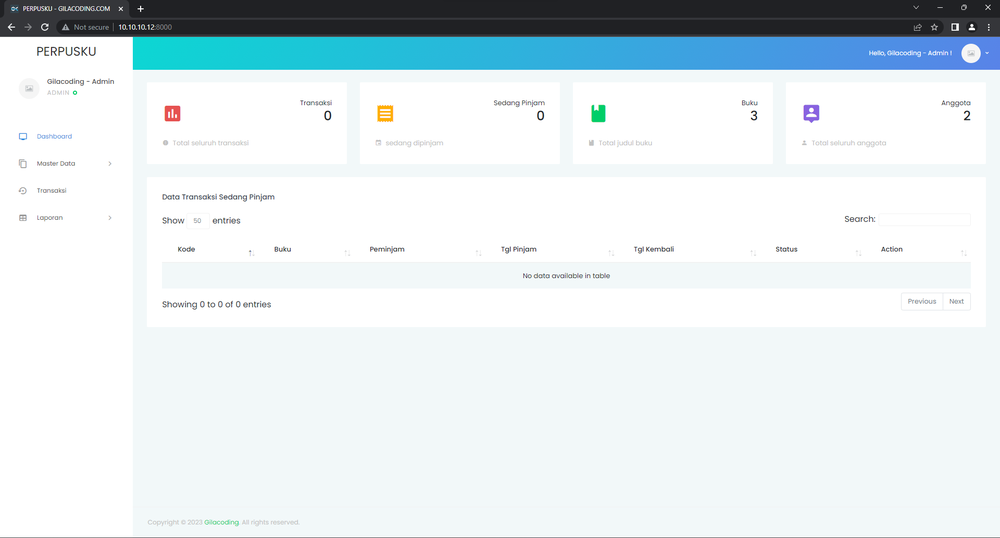 PERPUSKU - GILACODING.COM
Not secure 10.10.10.12:8000
PERPUSKU
Hello, Gilacoding - Admin !
Gilacoding - Admin
ADMIN
Dashboard
Master Data
Transaksi
Laporan
Transaksi
0
Total seluruh transaksi
Sedang Pinjam
0
sedang dipinjam
Buku
3
Total judul buku
Anggota
2
Total seluruh anggota
Data Transaksi Sedang Pinjam
Show 50 entries
Search:
Kode Buku Peminjam Tgl Pinjam Tgl Kembali Status Action
No data available in table
Showing 0 to 0 of 0 entries
Previous Next
Copyright © 2023 Gilacoding. All rights reserved.